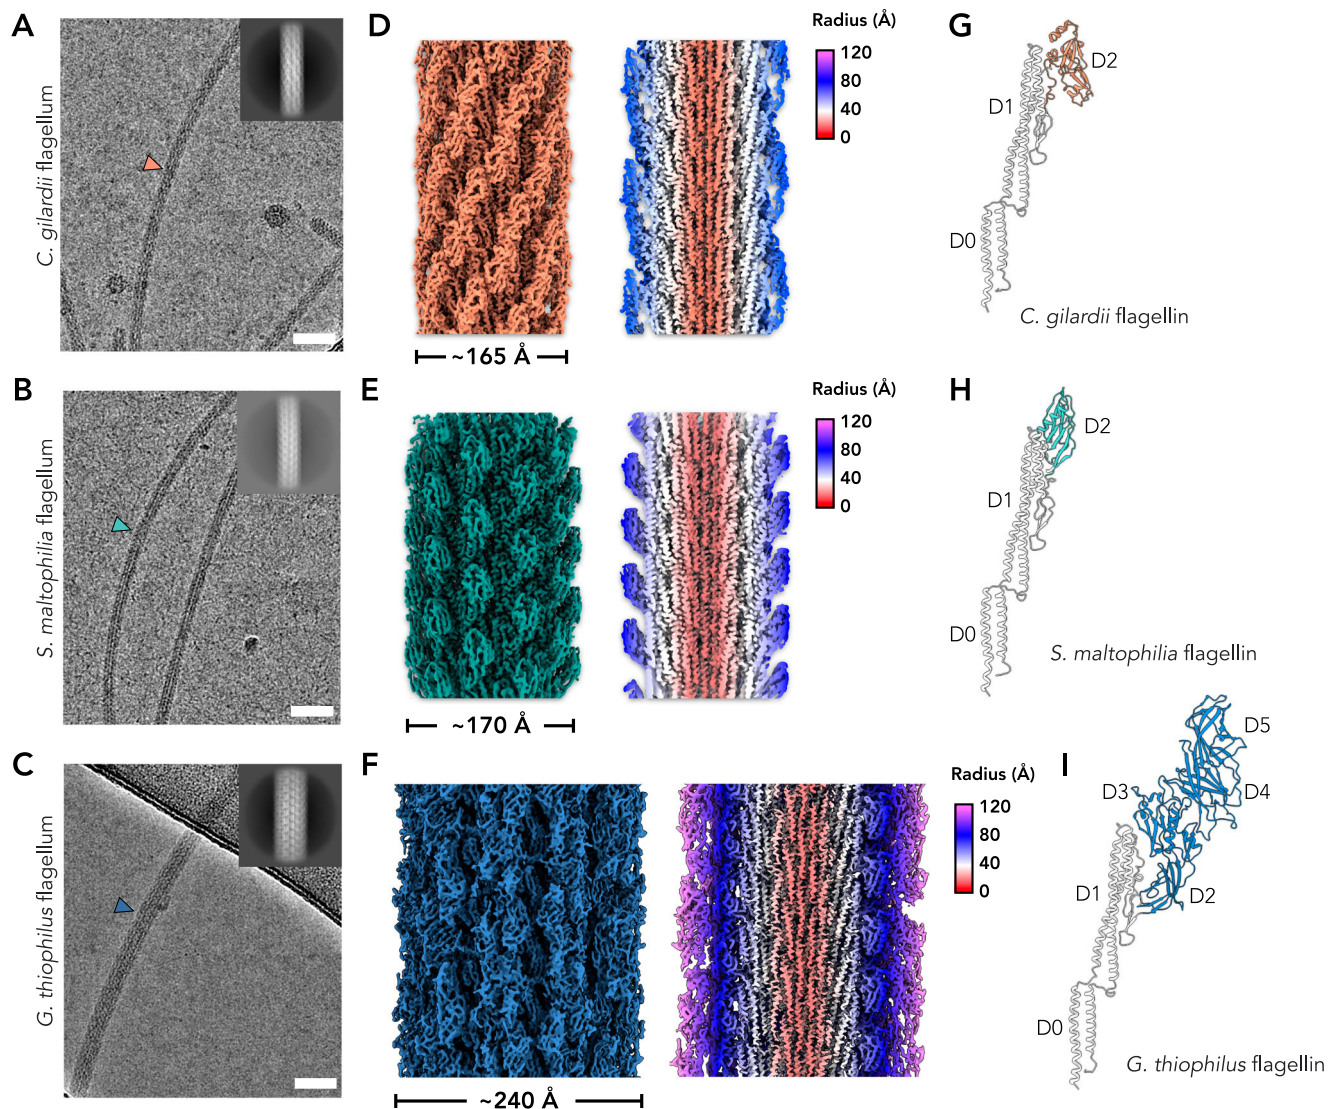 A
C. gilardii flagellum
D
~165 Å
Radius (Å)
120
80
40
0
G
D2
D1
D0
C. gilardii flagellin
B
S. maltophilia flagellum
E
~170 Å
Radius (Å)
120
80
40
0
H
D2
D1
D0
S. maltophilia flagellin
C
G. thiophilus flagellum
F
~240 Å
Radius (Å)
120
80
40
0
I
D5
D3
D4
D1
D2
D0
G. thiophilus flagellin